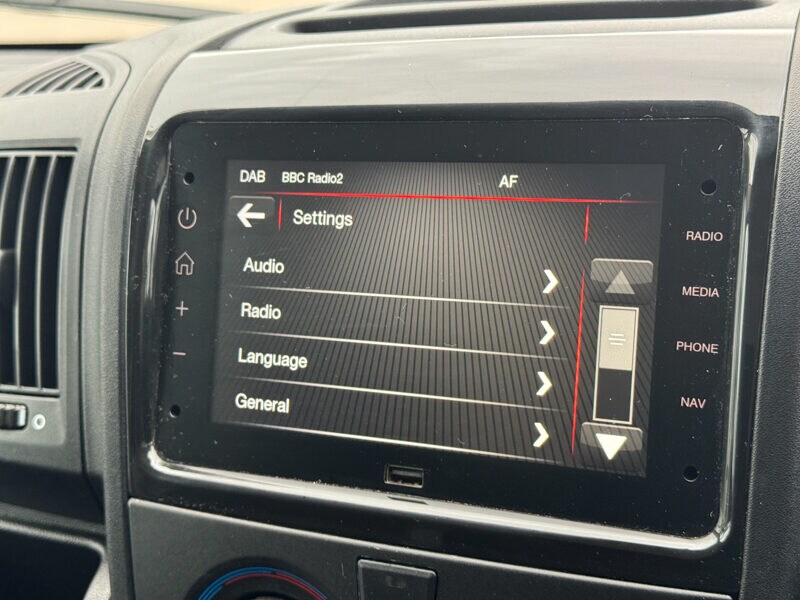 DAB BBC Radio2 AF
Settings
Audio
Radio
Language
General
RADIO
MEDIA
PHONE
NAV